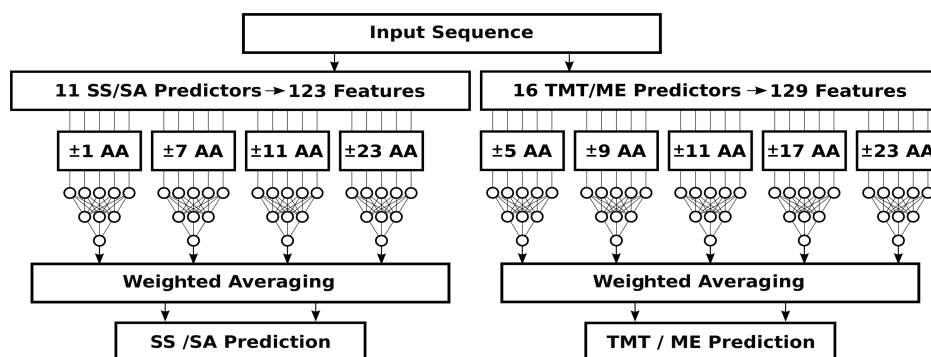 Input Sequence
11 SS/SA Predictors → 123 Features
16 TMT/ME Predictors → 129 Features
±1 AA
±7 AA
±11 AA
±23 AA
±5 AA
±9 AA
±11 AA
±17 AA
±23 AA
Weighted Averaging
Weighted Averaging
SS /SA Prediction
TMT / ME Prediction